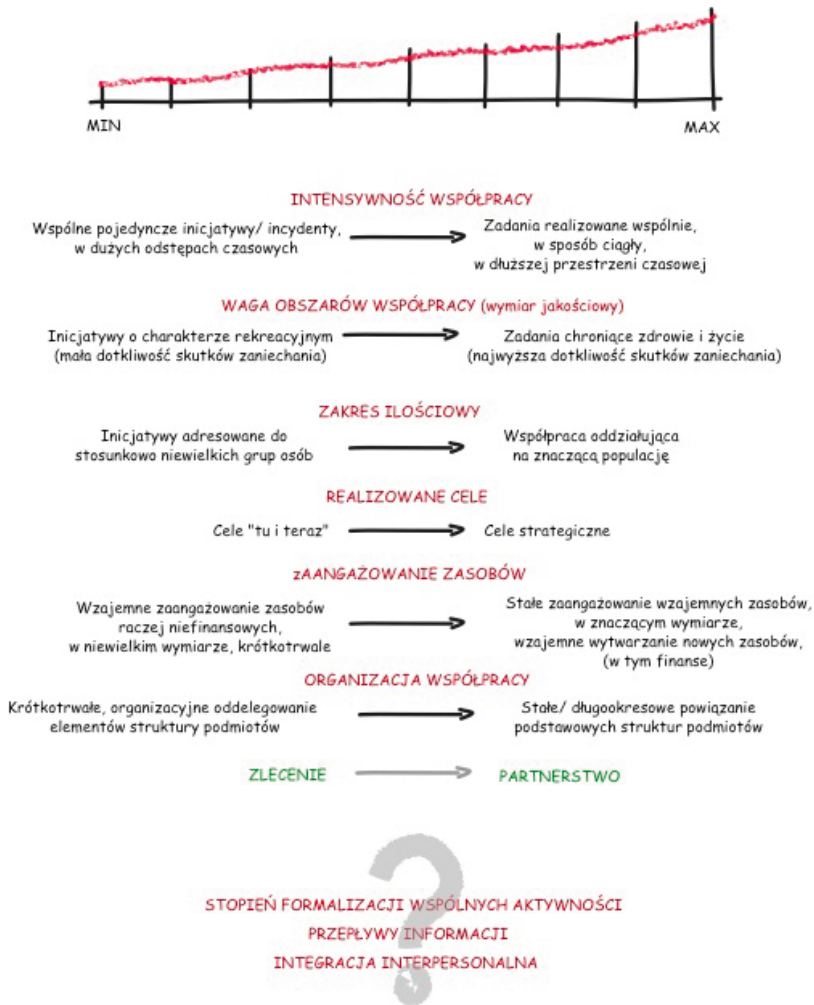 MIN
MAX
INTENSYWNOŚĆ WSPÓŁPRACY
Wspólne pojedyncze inicjatywy/ incydenty,
w dużych odstępach czasowych
Zadania realizowane wspólnie,
w sposób ciągły,
w dłuższej przestrzeni czasowej
WAGA OBSZARÓW WSPÓŁPRACY (wymiar jakościowy)
Inicjatywy o charakterze rekreacyjnym
(mała dotkliwość skutków zaniechania)
Zadania chroniące zdrowie i życie
(najwyższa dotkliwość skutków zaniechania)
ZAKRES ILOŚCIOWY
Inicjatywy adresowane do
stosunkowo niewielkich grup osób
Współpraca oddziałująca
na znaczącą populację
REALIZOWANE CELE
Cele "tu i teraz"
Cele strategiczne
zAANGAŻOWANIE ZASOBÓW
Wzajemne zaangażowanie zasobów
raczej niefinansowych,
w niewielkim wymiarze, krótkotrwale
Stałe zaangażowanie wzajemnych zasobów,
w znaczącym wymiarze,
wzajemne wytwarzanie nowych zasobów,
(w tym finanse)
ORGANIZACJA WSPÓŁPRACY
Krótkotrwałe, organizacyjne oddelegowanie
elementów struktury podmiotów
Stałe/ długookresowe powiązanie
podstawowych struktur podmiotów
ZLECENIE
PARTNERSTWO
?
STOPIEŃ FORMALIZACJI WSPÓLNYCH AKTYWNOŚCI
PRZEPŁYWY INFORMACJI
INTEGRACJA INTERPERSONALNA